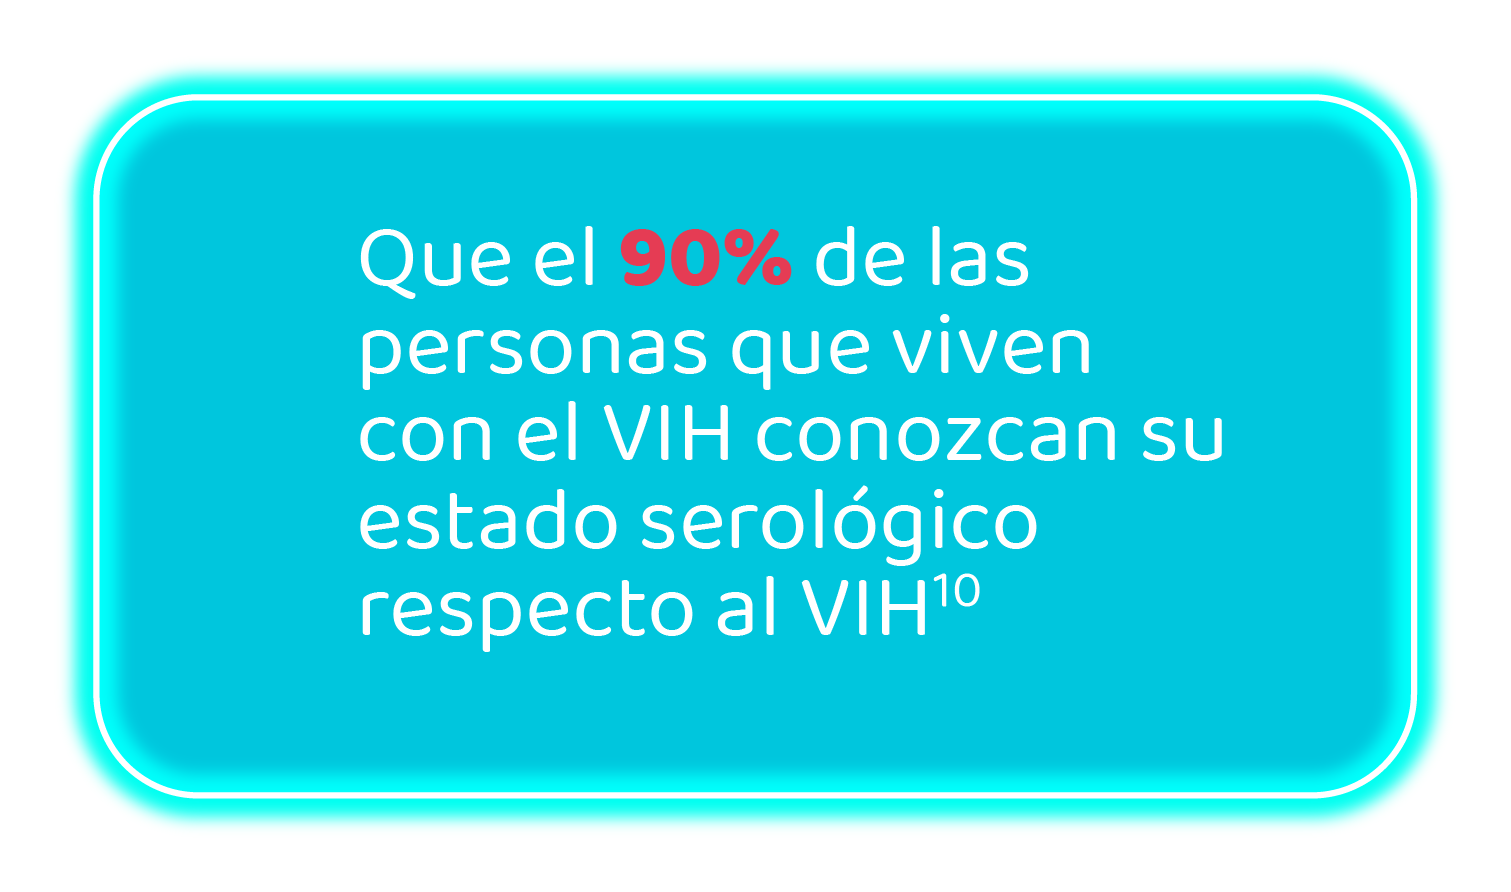 Que el 90% de las
personas que viven
con el VIH conozcan su
estado serológico
respecto al VIH¹⁰